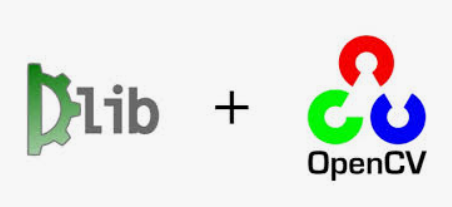 Dlib
+
OpenCV